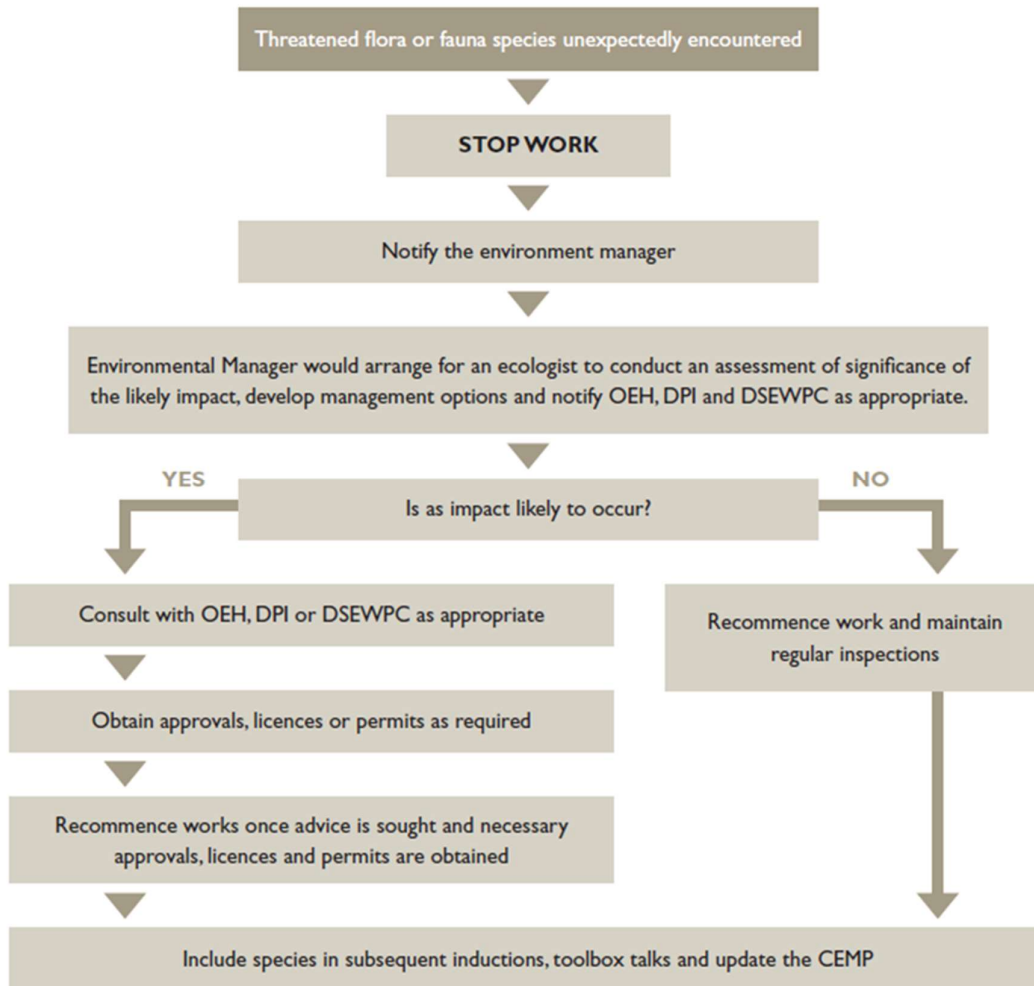 Threatened flora or fauna species unexpectedly encountered
STOP WORK
Notify the environment manager
Environmental Manager would arrange for an ecologist to conduct an assessment of significance of
the likely impact, develop management options and notify OEH, DPI and DSEWPC as appropriate.
YES
NO
Is as impact likely to occur?
Consult with OEH, DPI or DSEWPC as appropriate
Obtain approvals, licences or permits as required
Recommence works once advice is sought and necessary
approvals, licences and permits are obtained
Recommence work and maintain
regular inspections
Include species in subsequent inductions, toolbox talks and update the CEMP